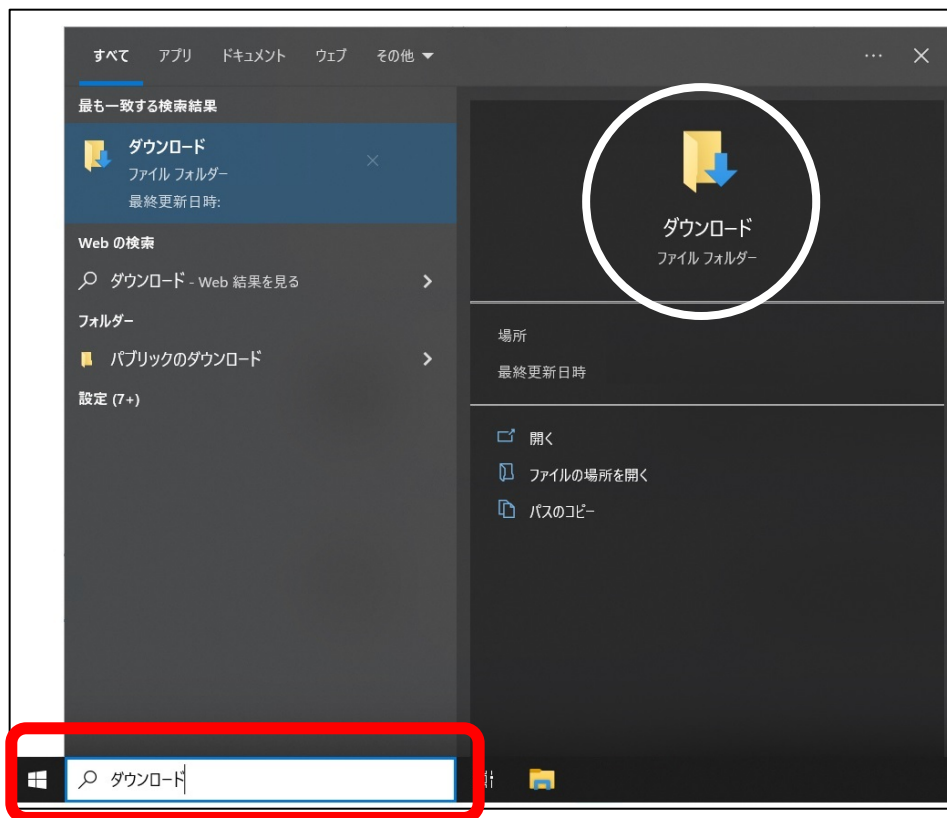 すべて アプリ ドキュメント ウェブ その他
最も一致する検索結果
ダウンロード
ファイル フォルダー
最終更新日時:
Web の検索
ダウンロード - Web 結果を見る
フォルダー
パブリックのダウンロード
設定 (7+)
ダウンロード
ファイル フォルダー
場所
最終更新日時
開く
ファイルの場所を開く
パスのコピー
ダウンロード